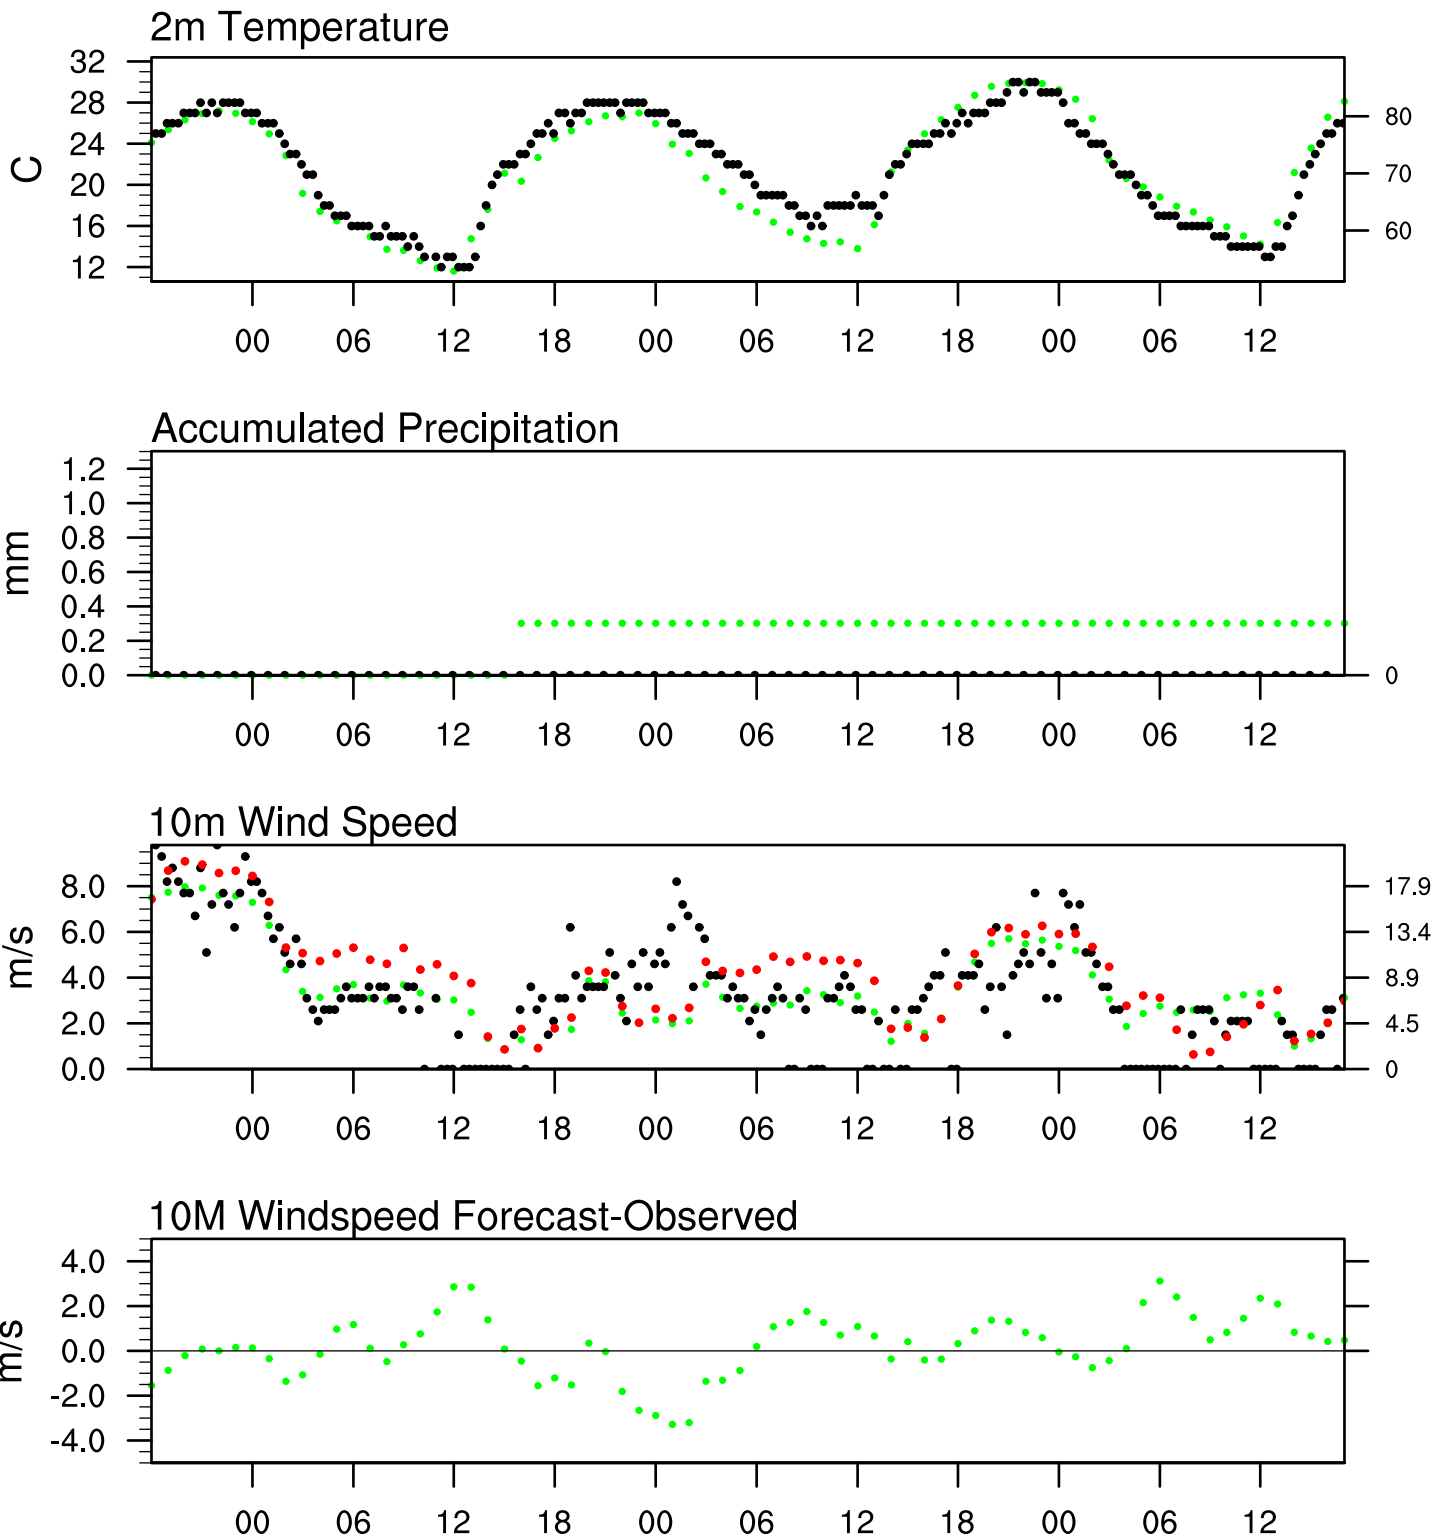 2m Temperature
32
28
24
20
16
12
C
80
70
60
00 06 12 18 00 06 12 18 00 06 12
Accumulated Precipitation
1.2
1.0
0.8
0.6
0.4
0.2
0.0
mm
0
00 06 12 18 00 06 12 18 00 06 12
10m Wind Speed
8.0
6.0
4.0
2.0
0.0
m/s
17.9
13.4
8.9
4.5
0
00 06 12 18 00 06 12 18 00 06 12
10M Windspeed Forecast-Observed
4.0
2.0
0.0
-2.0
-4.0
m/s
00 06 12 18 00 06 12 18 00 06 12